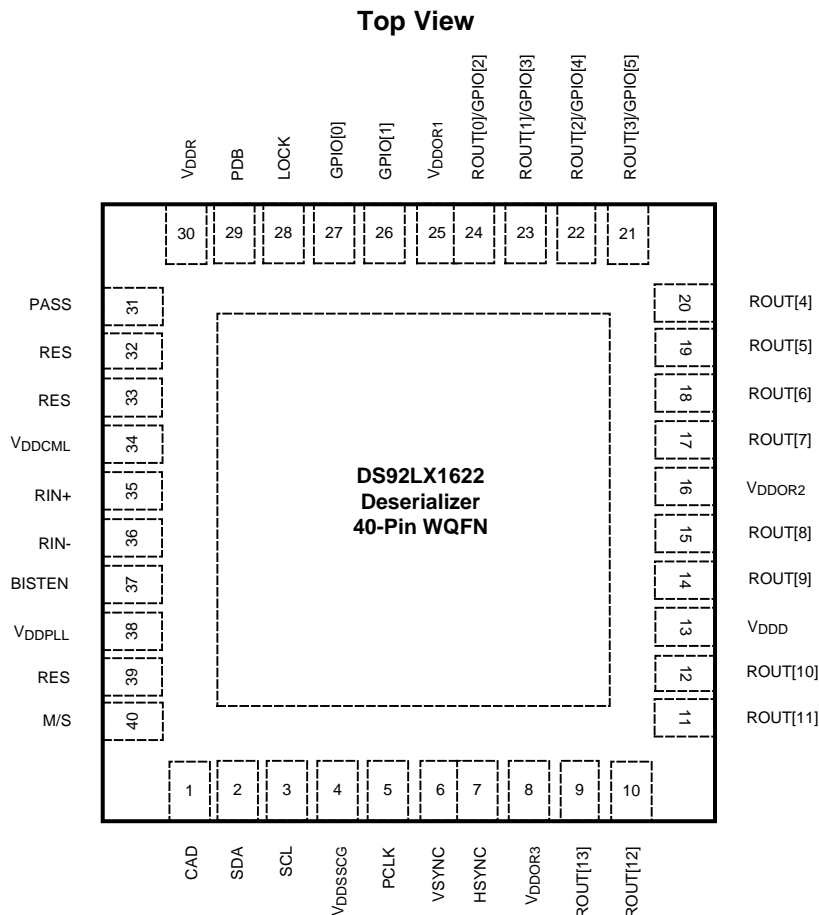 Top View
VDDR
PDB
LOCK
GPIO[0]
GPIO[1]
VDDOR1
ROUT[0]/GPIO[2]
ROUT[1]/GPIO[3]
ROUT[2]/GPIO[4]
ROUT[3]/GPIO[5]
30 29 28 27 26 25 24 23 22 21
PASS 31
RES 32
RES 33
VDDCML 34
RIN+ 35
RIN- 36
BISTEN 37
VDDPLL 38
RES 39
M/S 40
DS92LX1622
Deserializer
40-Pin WQFN
20 ROUT[4]
19 ROUT[5]
18 ROUT[6]
17 ROUT[7]
16 VDDOR2
15 ROUT[8]
14 ROUT[9]
13 VDDD
12 ROUT[10]
11 ROUT[11]
1 2 3 4 5 6 7 8 9 10
CAD
SDA
SCL
VDDSSCG
PCLK
VSYNC
HSYNC
VDDOR3
ROUT[13]
ROUT[12]